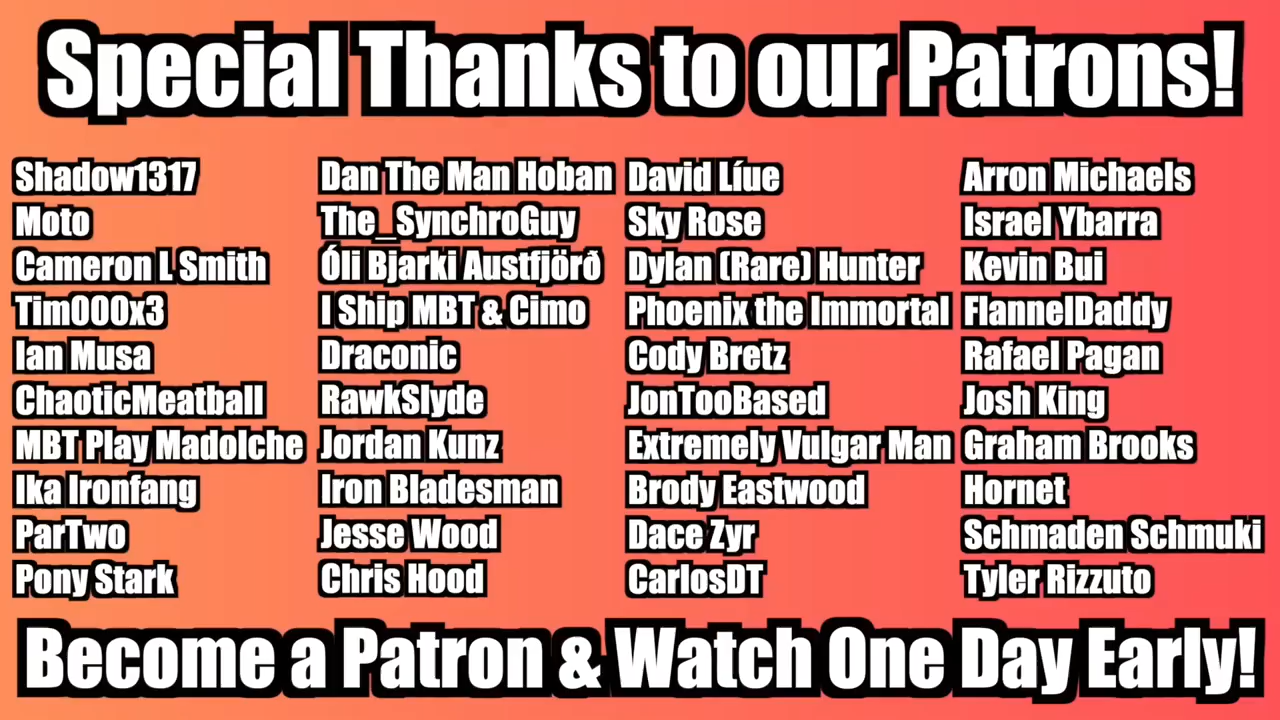 Special Thanks to our Patrons!
Shadow1317
Moto
Cameron L Smith
Tim000x3
Ian Musa
ChaoticMeatball
MBT Play Madolche
Ika Ironfang
ParTwo
Pony Stark
Dan The Man Hoban
The_SynchroGuy
Óli Bjarki Austfjörð
I Ship MBT & Cimo
Draconic
RawkSlyde
Jordan Kunz
Iron Bladesman
Jesse Wood
Chris Hood
David Líue
Sky Rose
Dylan (Rare) Hunter
Phoenix the Immortal
Cody Bretz
JonTooBased
Extremely Vulgar Man
Brody Eastwood
Dace Zyr
CarlosDT
Arron Michaels
Israel Ybarra
Kevin Bui
FlannelDaddy
Rafael Pagan
Josh King
Graham Brooks
Hornet
Schmaden Schmuki
Tyler Rizzuto
Become a Patron & Watch One Day Early!